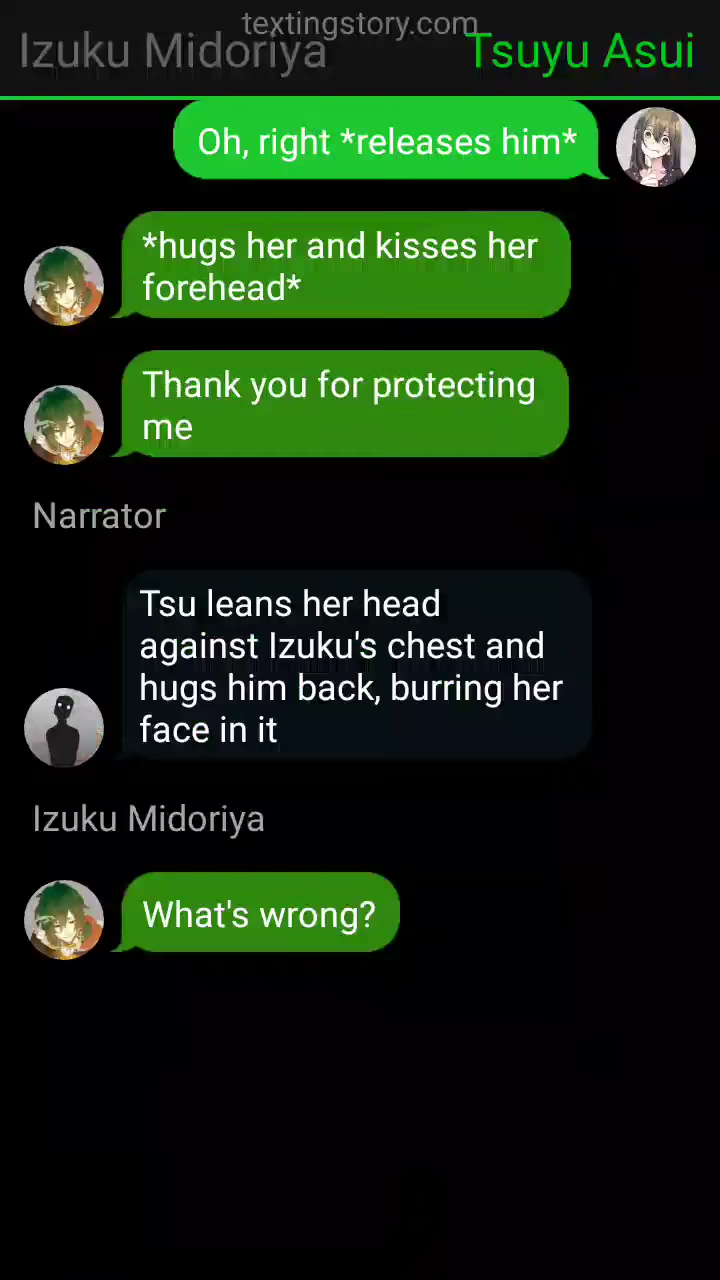 textingstory.com
Izuku Midoriya
Tsuyu Asui
Oh, right *releases him*
*hugs her and kisses her
forehead*
Thank you for protecting
me
Narrator
Tsu leans her head
against Izuku's chest and
hugs him back, burring her
face in it
Izuku Midoriya
What's wrong?